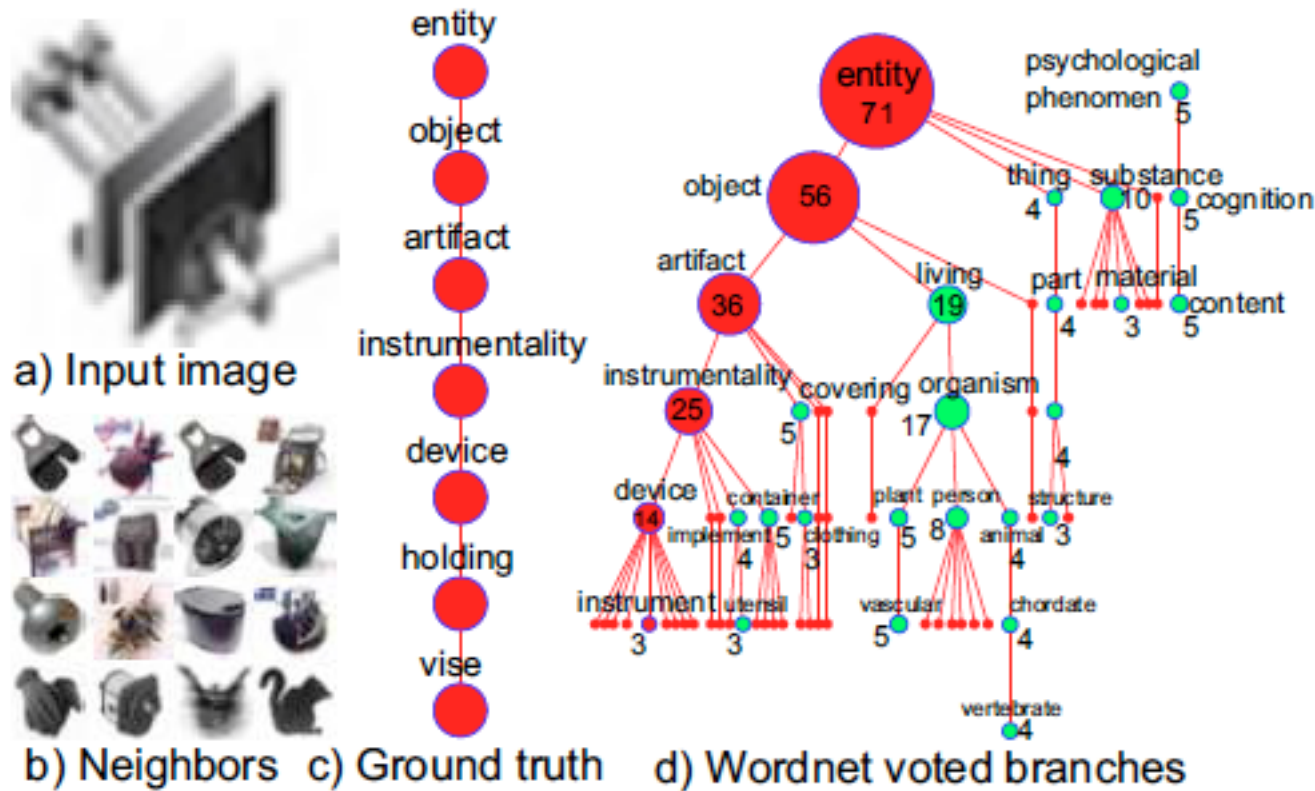 a) Input image
b) Neighbors
entity
object
artifact
instrumentality
device
holding
vise
c) Ground truth
entity
71
psychological
phenomen
5
object
56
thing
4
substance
10
5
cognition
artifact
36
living
19
part
4
material
3
5
content
instrumentality
25
covering
5
organism
17
4
device
14
implement
4
container
5
clothing
3
plant
5
person
8
animal
4
structure
3
instrument
3
utensil
3
vascular
5
chordate
4
vertebrate
4
d) Wordnet voted branches